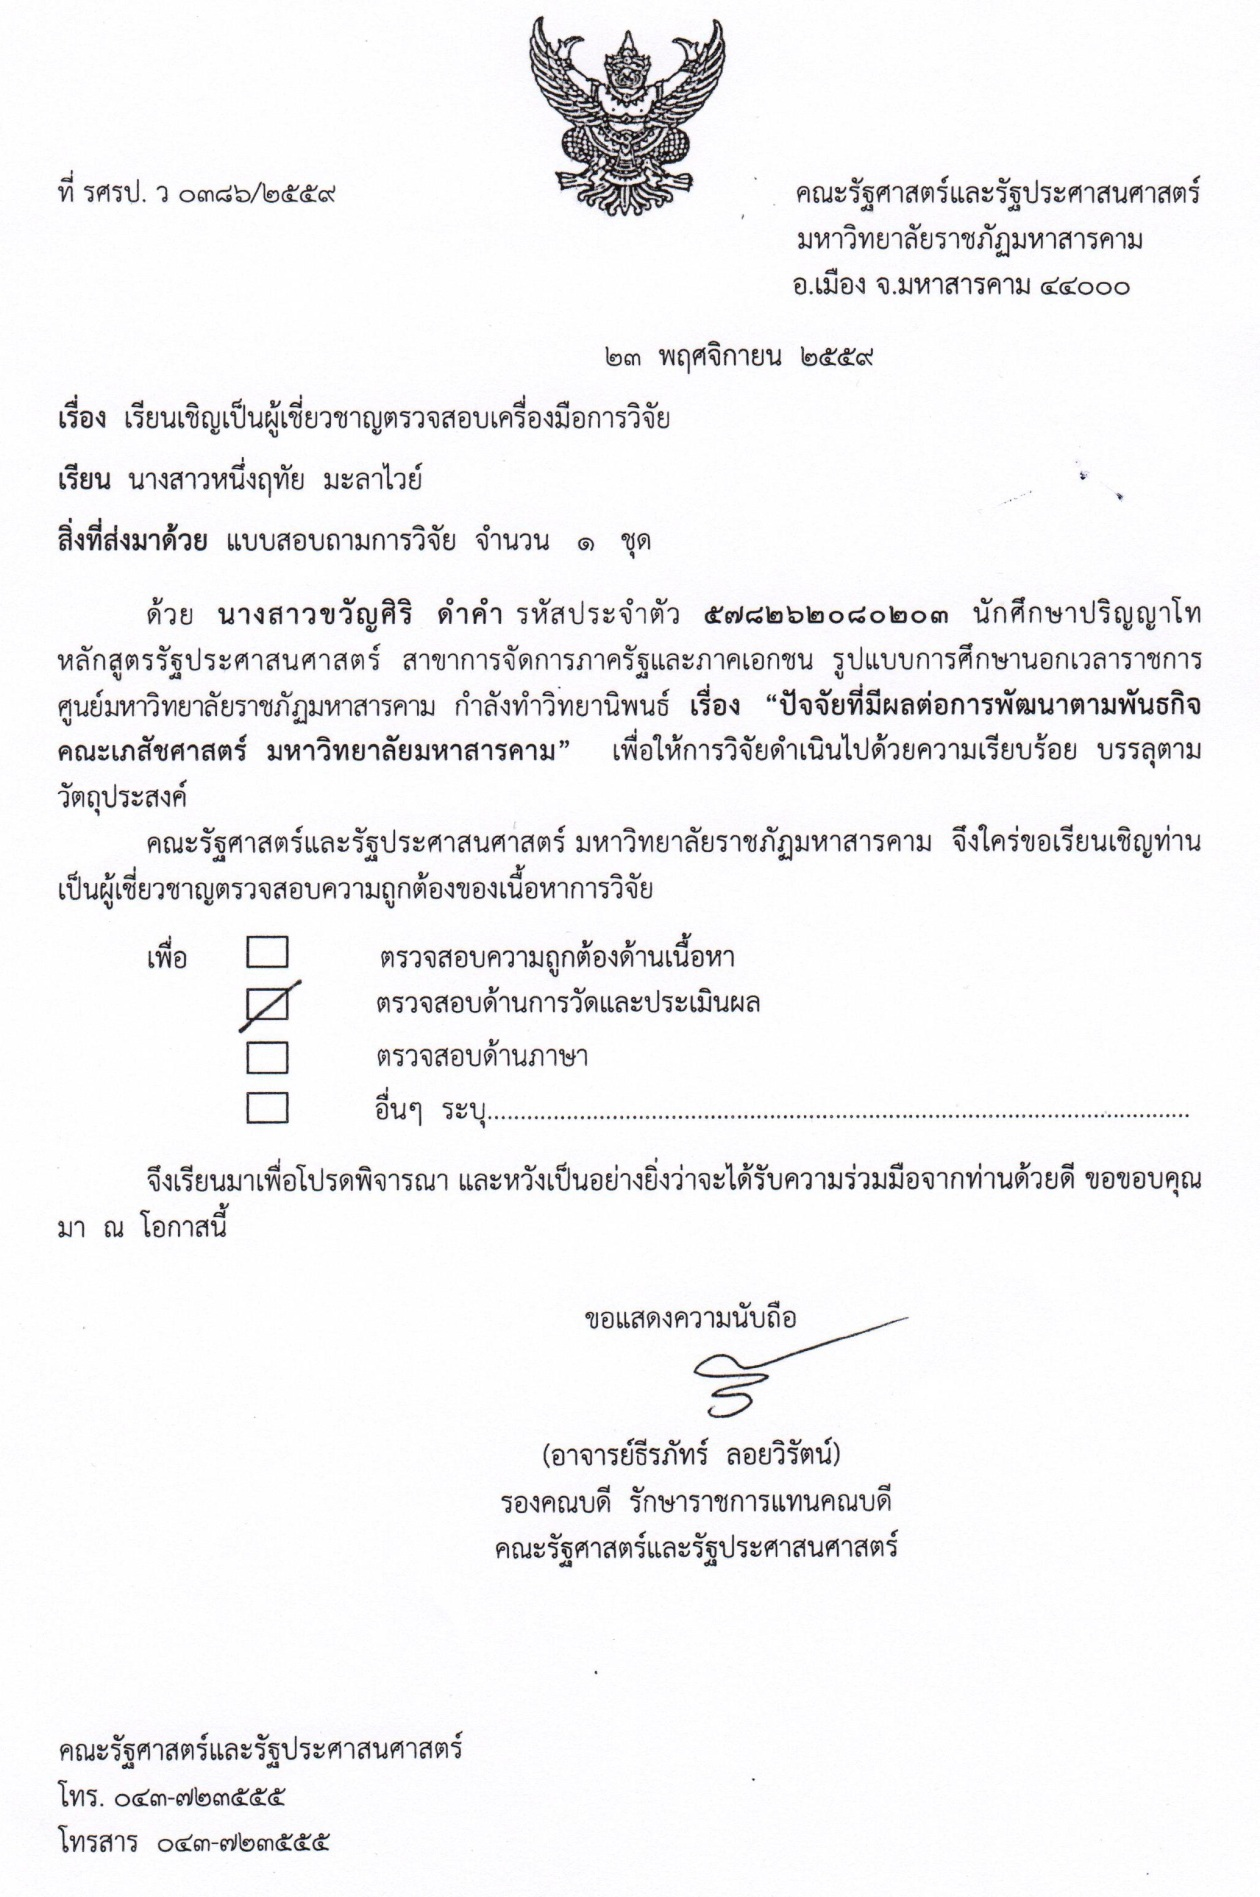 ที่ รศรป. ว ๐๓๘๖/๒๕๕๙
คณะรัฐศาสตร์และรัฐประศาสนศาสตร์
มหาวิทยาลัยราชภัฏมหาสารคาม
อ.เมือง จ.มหาสารคาม ๔๔๐๐๐
๒๓ พฤศจิกายน ๒๕๕๙
เรื่อง เรียนเชิญเป็นผู้เชี่ยวชาญตรวจสอบเครื่องมือการวิจัย
เรียน นางสาวหนึ่งฤทัย มะลาไวย์
สิ่งที่ส่งมาด้วย แบบสอบถามการวิจัย จำนวน ๑ ชุด
ด้วย นางสาวขวัญศิริ ดำคำ รหัสประจำตัว ๕๗๘๒๖๒๐๘๐๒๐๓ นักศึกษาปริญญาโท
หลักสูตรรัฐประศาสนศาสตร์ สาขาการจัดการภาครัฐและภาคเอกชน รูปแบบการศึกษานอกเวลาราชการ
ศูนย์มหาวิทยาลัยราชภัฏมหาสารคาม กำลังทำวิทยานิพนธ์ เรื่อง “ปัจจัยที่มีผลต่อการพัฒนาตามพันธกิจ
คณะเภสัชศาสตร์ มหาวิทยาลัยมหาสารคาม” เพื่อให้การวิจัยดำเนินไปด้วยความเรียบร้อย บรรลุตาม
วัตถุประสงค์
คณะรัฐศาสตร์และรัฐประศาสนศาสตร์ มหาวิทยาลัยราชภัฏมหาสารคาม จึงใคร่ขอเรียนเชิญท่าน
เป็นผู้เชี่ยวชาญตรวจสอบความถูกต้องของเนื้อหาการวิจัย
เพื่อ ตรวจสอบความถูกต้องด้านเนื้อหา
ตรวจสอบด้านการวัดและประเมินผล
ตรวจสอบด้านภาษา
อื่นๆ ระบุ........................................................................................................
จึงเรียนมาเพื่อโปรดพิจารณา และหวังเป็นอย่างยิ่งว่าจะได้รับความร่วมมือจากท่านด้วยดี ขอขอบคุณ
มา ณ โอกาสนี้
ขอแสดงความนับถือ
(อาจารย์ธีรภัทร์ ลอยวิรัตน์)
รองคณบดี รักษาราชการแทนคณบดี
คณะรัฐศาสตร์และรัฐประศาสนศาสตร์
คณะรัฐศาสตร์และรัฐประศาสนศาสตร์
โทร. ๐๔๓-๗๒๓๕๕๕
โทรสาร ๐๔๓-๗๒๓๕๕๕